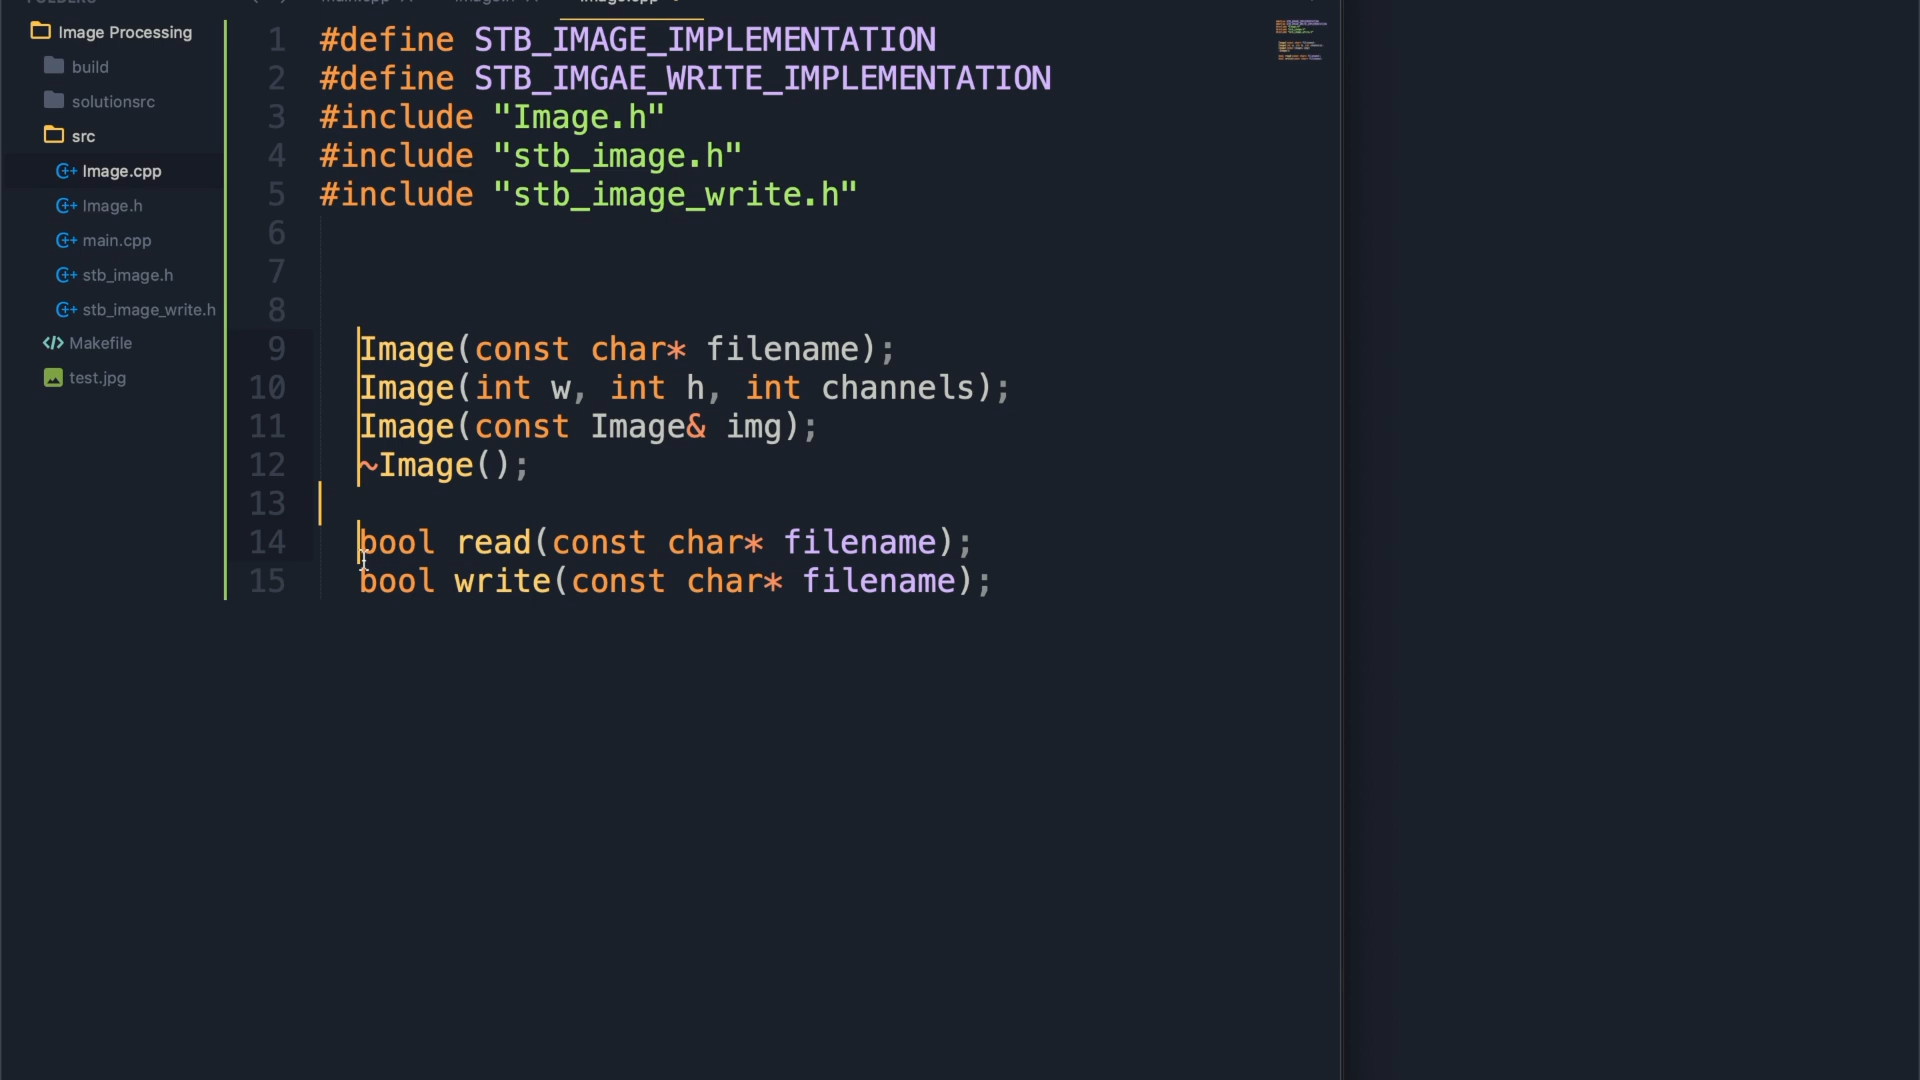 Image Processing
build
solutionsrc
src
Image.cpp
Image.h
main.cpp
stb_image.h
stb_image_write.h
Makefile
test.jpg
1 #define STB_IMAGE_IMPLEMENTATION
2 #define STB_IMGAE_WRITE_IMPLEMENTATION
3 #include "Image.h"
4 #include "stb_image.h"
5 #include "stb_image_write.h"
6
7
8
9 Image(const char* filename);
10 Image(int w, int h, int channels);
11 Image(const Image& img);
12 ~Image();
13
14 bool read(const char* filename);
15 bool write(const char* filename);